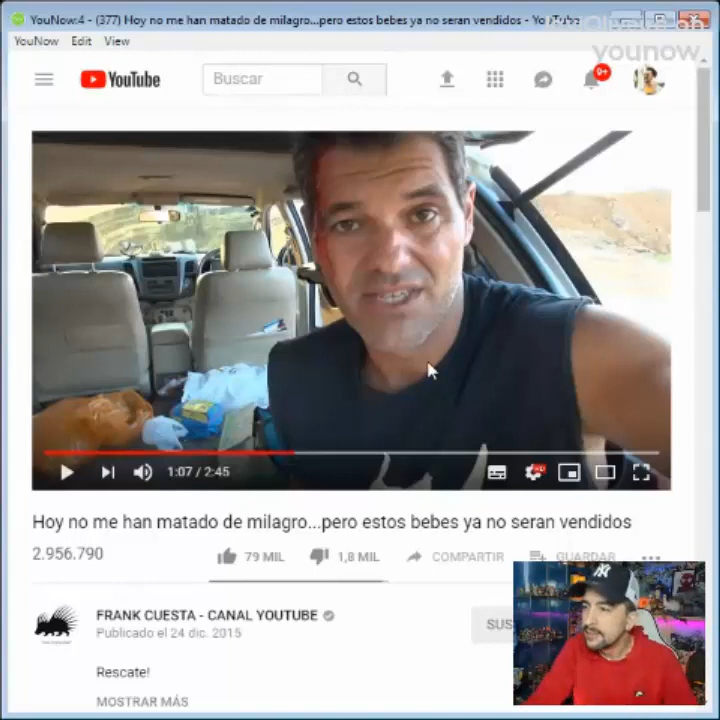 YouNow:4 - (377) Hoy no me han matado de milagro...pero estos bebes ya no seran vendidos - YouTube
YouNow Edit View
younow
YouTube
Buscar
9+
1:07 / 2:45
HD
Hoy no me han matado de milagro...pero estos bebes ya no seran vendidos
2.956.790
79 MIL
1,8 MIL
COMPARTIR
GUARDAR
FRANK CUESTA - CANAL YOUTUBE
Publicado el 24 dic. 2015
SUS
Rescate!
MOSTRAR MÁS